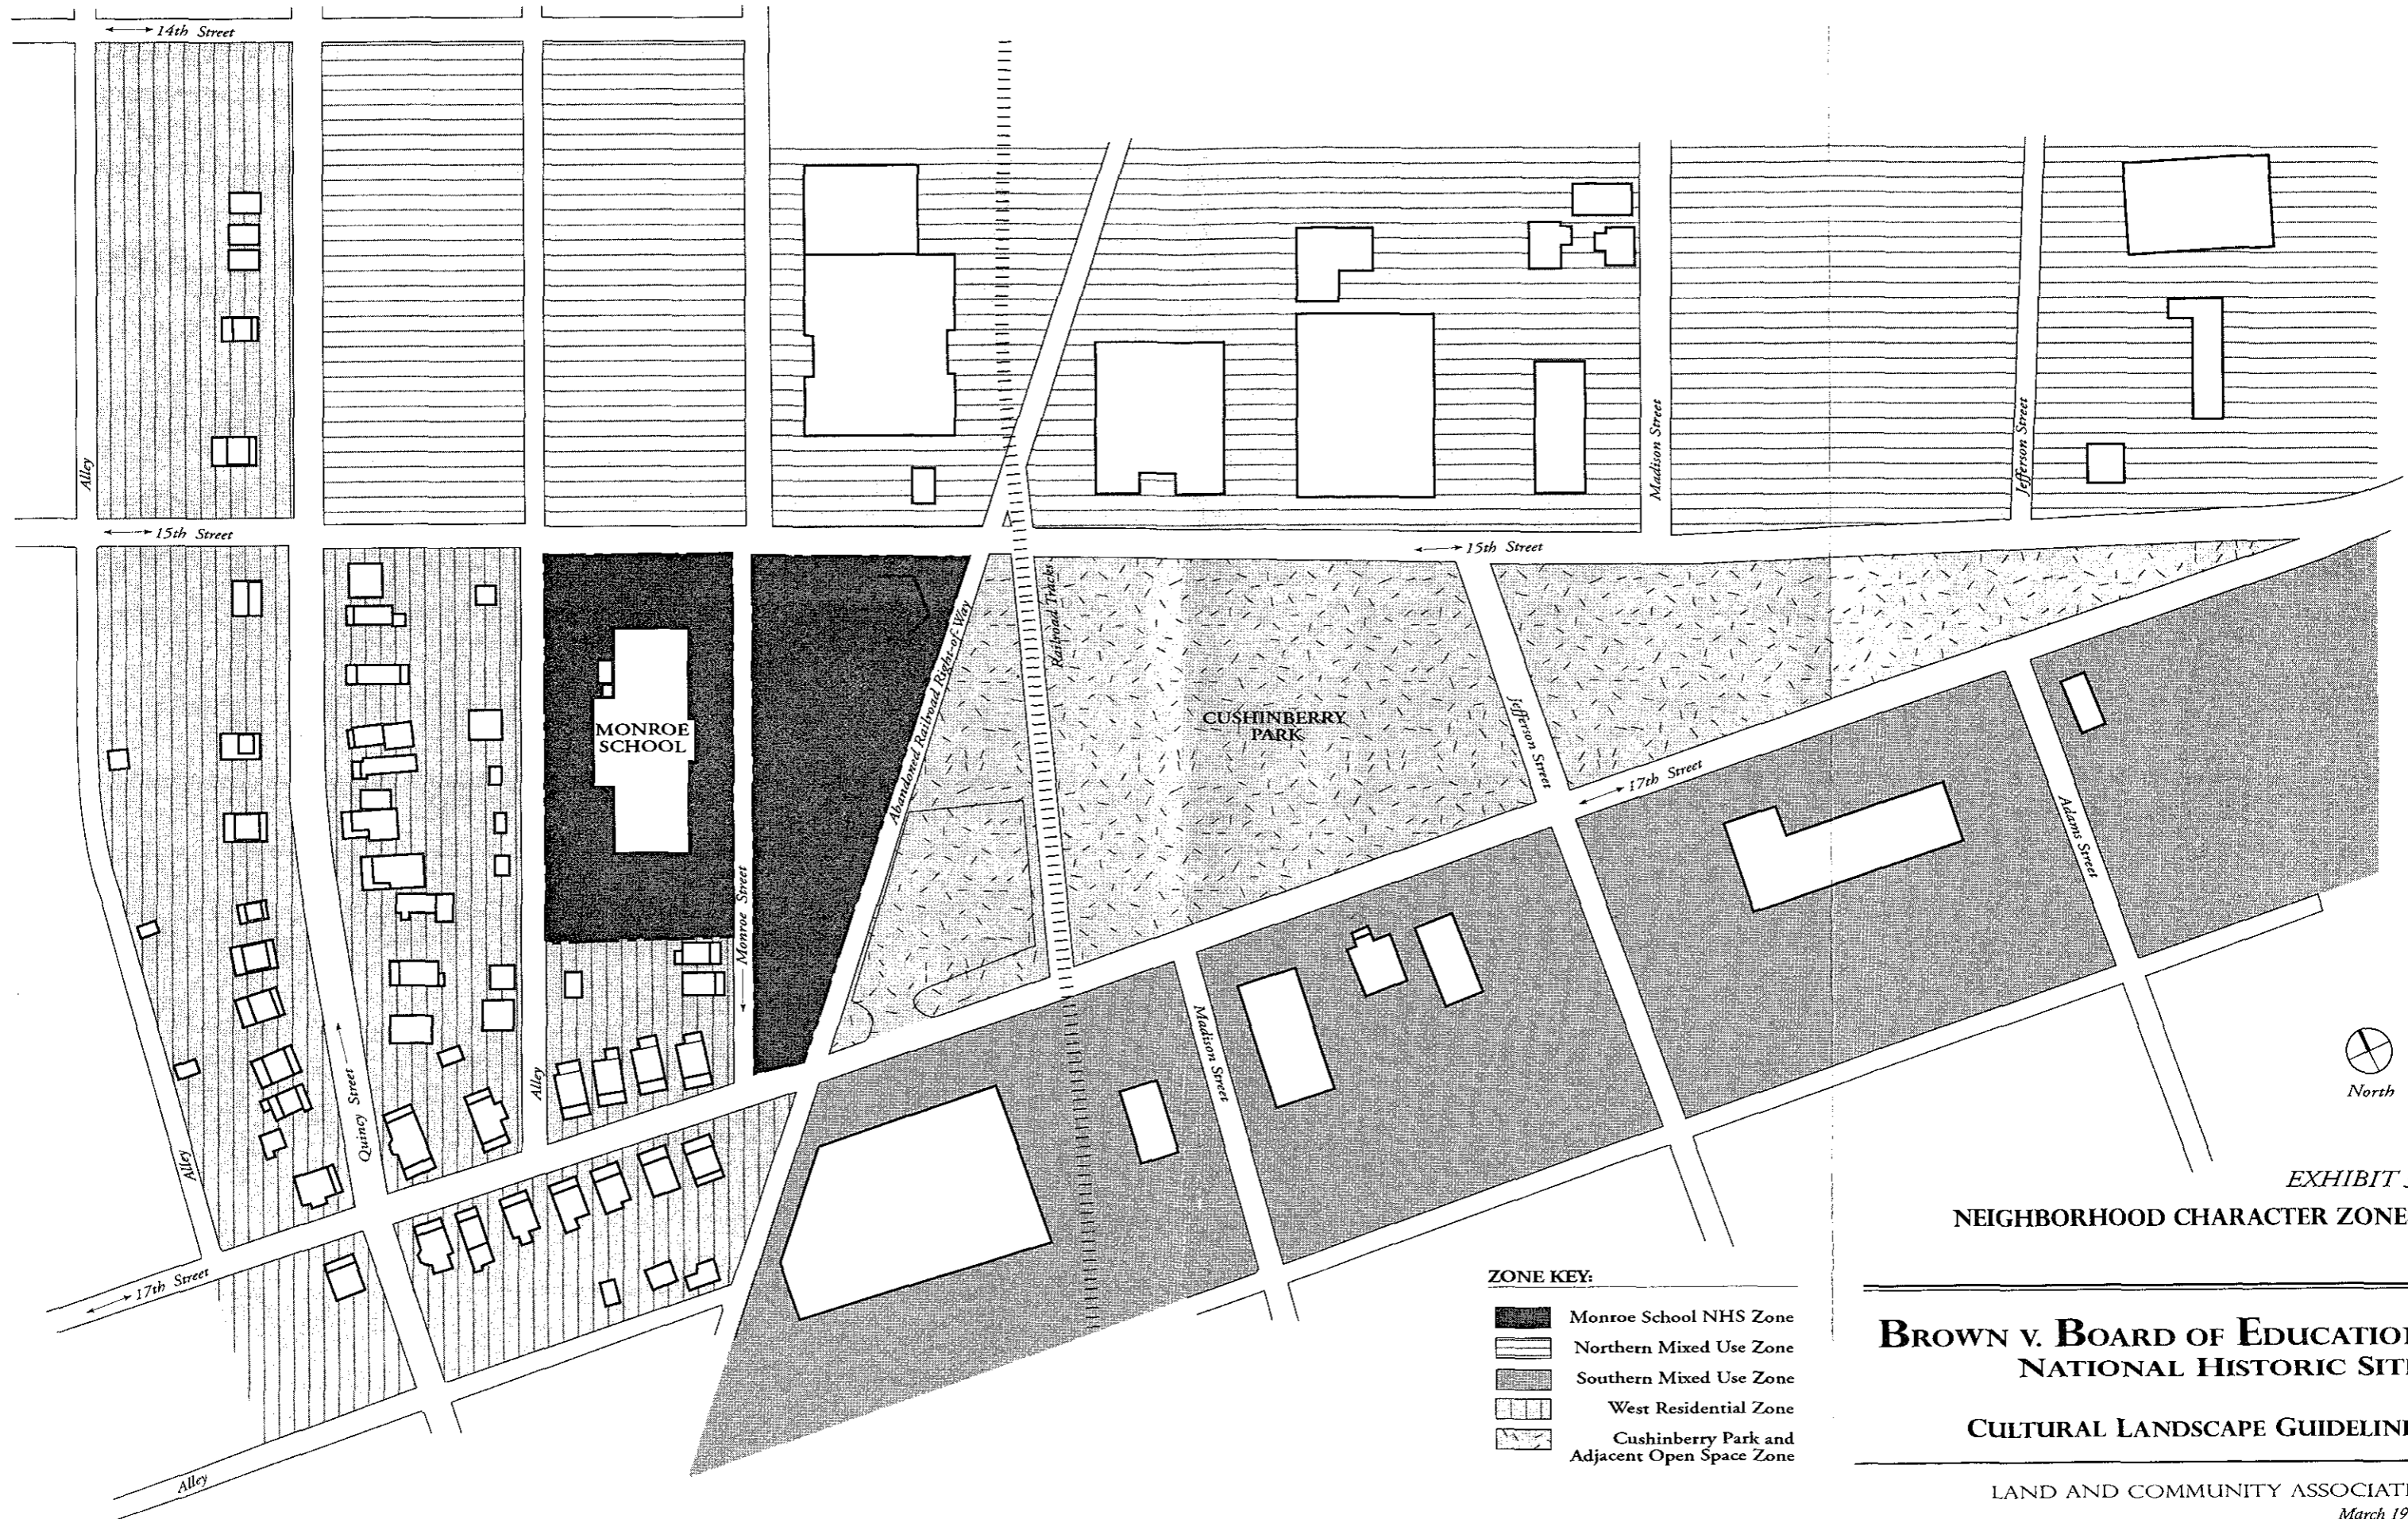 14th Street
Alley
15th Street
15th Street
Madison Street
Jefferson Street
Railroad Tracks
Abandoned Railroad Right-of-Way
MONROE
SCHOOL
CUSHINBERRY
PARK
Jefferson Street
17th Street
Adams Street
Monroe Street
Madison Street
Alley
Quincy Street
Alley
17th Street
Alley
North
EXHIBIT
NEIGHBORHOOD CHARACTER ZONE
BROWN V. BOARD OF EDUCATION
NATIONAL HISTORIC SITE
CULTURAL LANDSCAPE GUIDELIN
LAND AND COMMUNITY ASSOCIAT
March 19
ZONE KEY:
Monroe School NHS Zone
Northern Mixed Use Zone
Southern Mixed Use Zone
West Residential Zone
Cushinberry Park and
Adjacent Open Space Zone